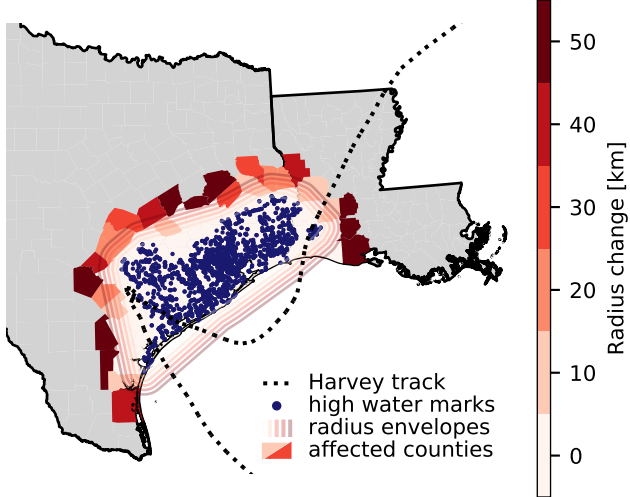 50
40
30
20
10
0
Radius change [km]
Harvey track
high water marks
radius envelopes
affected counties